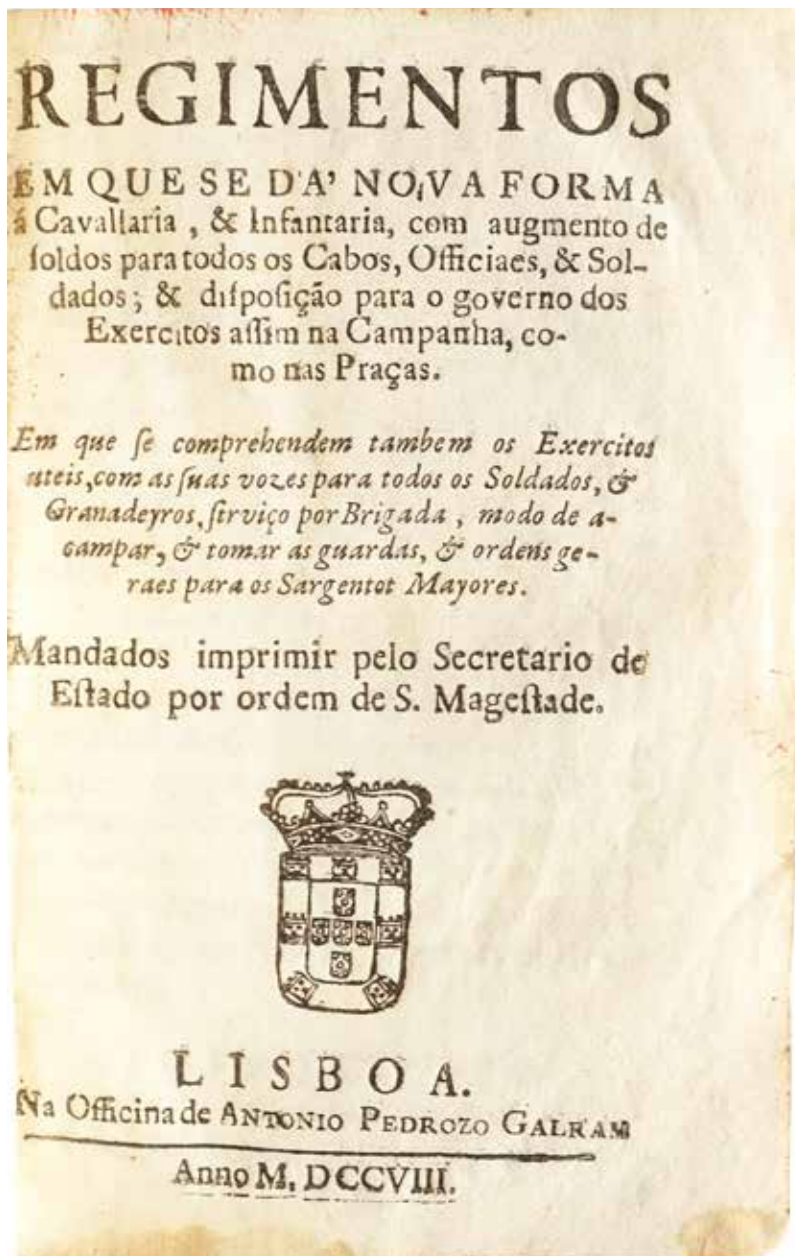 REGIMENTOS
EM QUE SE DA' NOVA FORMA
á Cavallaria, & Infantaria, com augmento de
ſoldos para todos os Cabos, Officiaes, & Sol-
dados; & diſpoſição para o governo dos
Exercitos aſſim na Campanha, co-
mo nas Praças.
Em que ſe comprehendem tambem os Exercitos
uteis, com as ſuas vozes para todos os Soldados, &
Granadeyros, ſerviço por Brigada, modo de a-
campar, & tomar as guardas, & ordens ge-
raes para os Sargentot Mayores.
Mandados imprimir pelo Secretario de
Eſtado por ordem de S. Mageſtade.
LISBOA.
Na Officina de ANTONIO PEDROZO GALRAM
Anno M. DCCVIII.